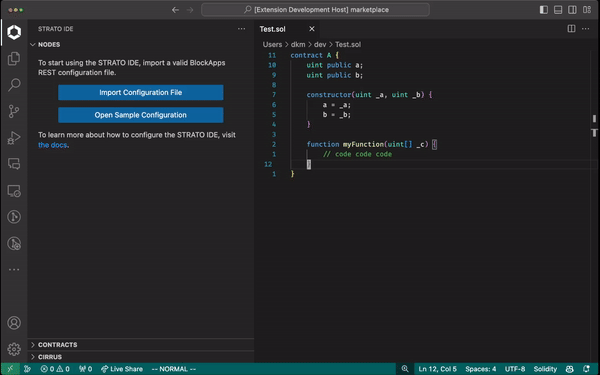 [Extension Development Host] marketplace
STRATO IDE
NODES
To start using the STRATO IDE, import a valid BlockApps
REST configuration file.
Import Configuration File
Open Sample Configuration
To learn more about how to configure the STRATO IDE, visit
the docs.
CONTRACTS
CIRRUS
Test.sol
Users > dkm > dev > Test.sol
11 contract A {
10 uint public a;
9 uint public b;
8
7 constructor(uint _a, uint _b) {
6 a = _a;
5 b = _b;
4 }
3
2 function myFunction(uint[] _c) {
1 // code code code
12 }
1 }
0 0 0 Live Share -- NORMAL -- Ln 12, Col 5 Spaces: 4 UTF-8 Solidity